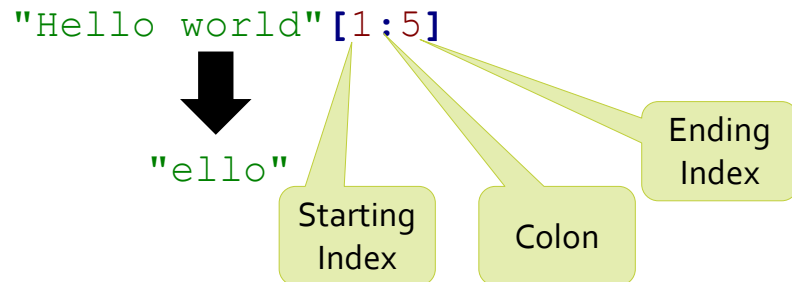 "Hello world"[1:5]
"ello"
Starting
Index
Colon
Ending
Index